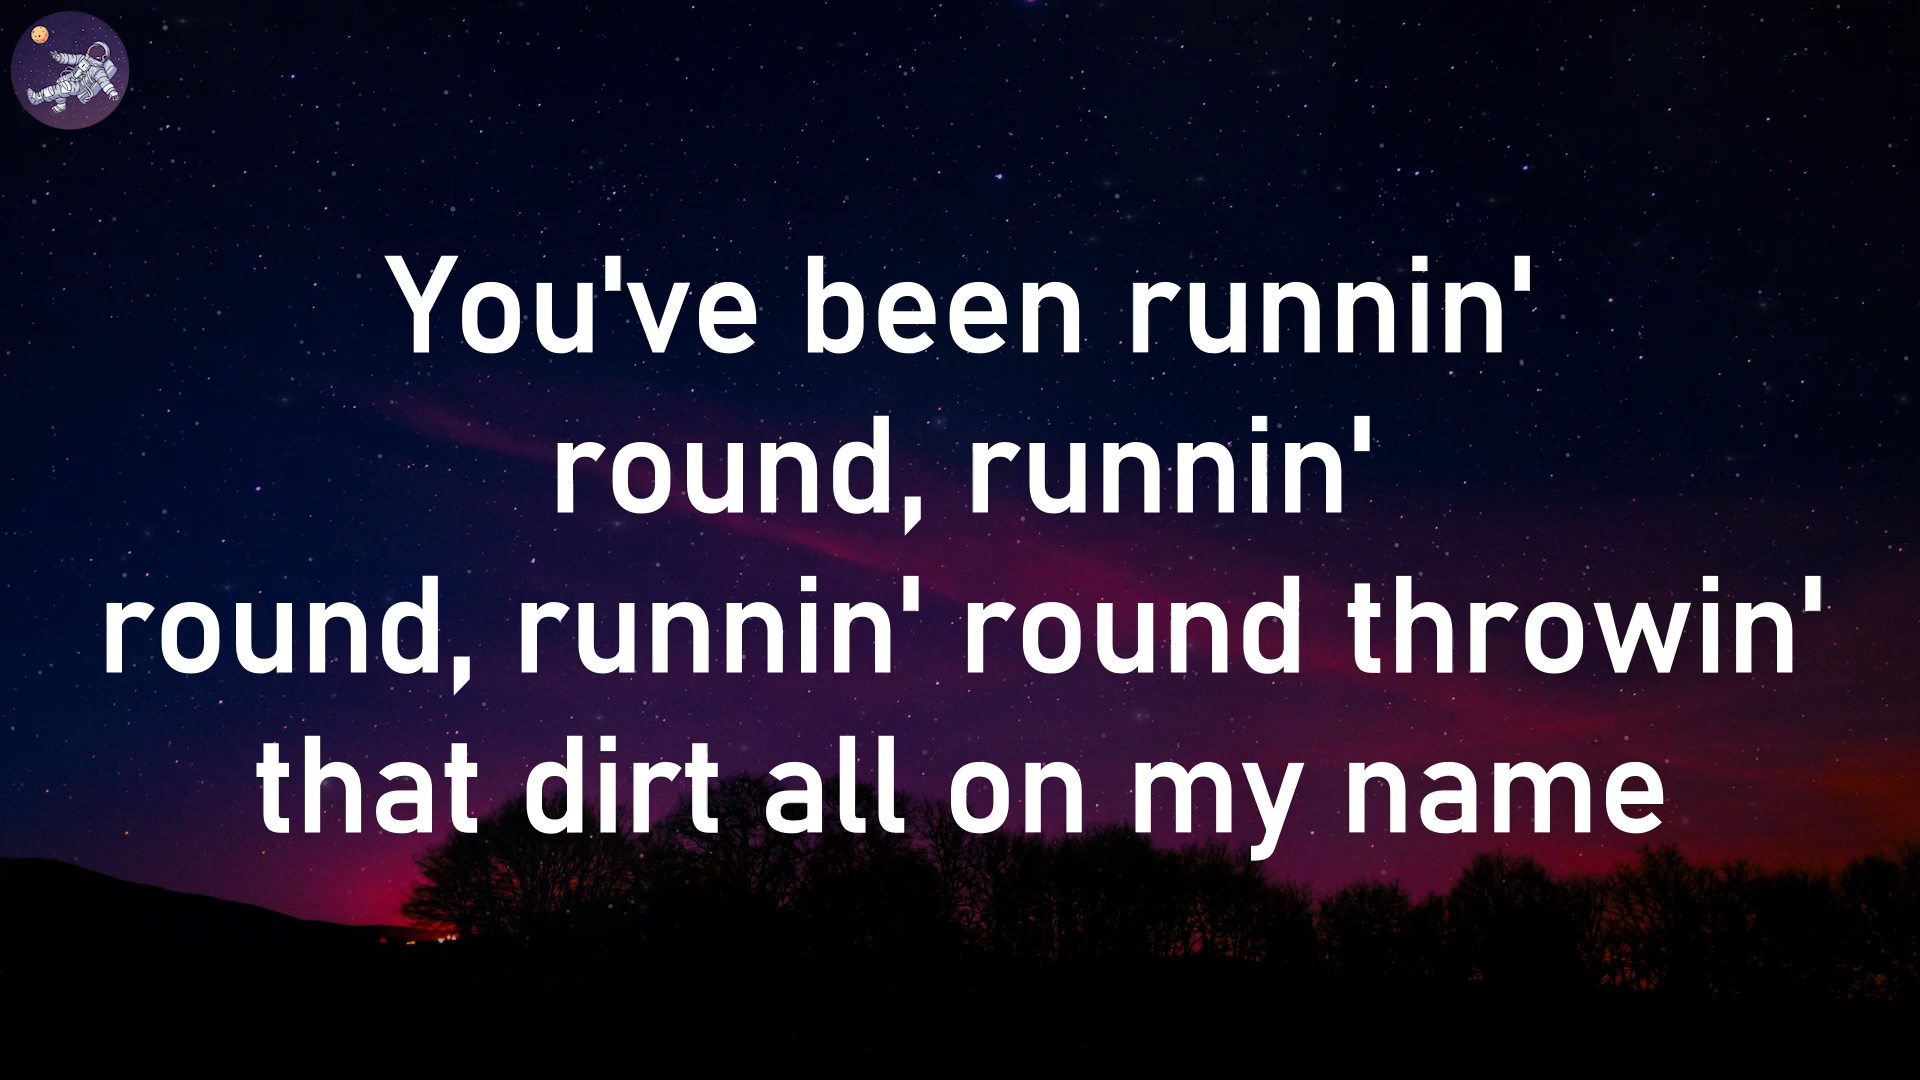 You've been runnin'
round, runnin'
round, runnin' round throwin'
that dirt all on my name